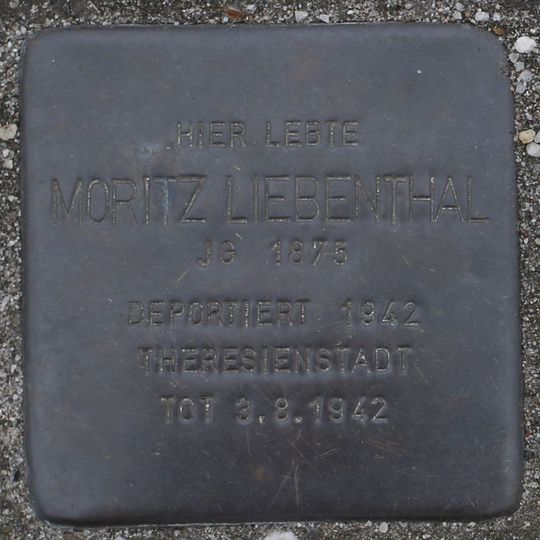 HIER LEBTE
MORITZ LIEBENTHAL
JG 1875
DEPORTIERT 1942
THERESIENSTADT
TOT 3.8.1942